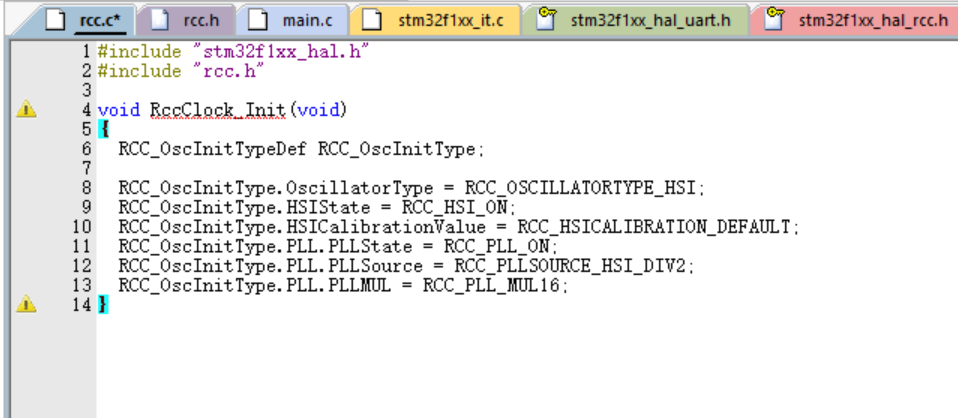 rcc.c* rcc.h main.c stm32f1xx_it.c stm32f1xx_hal_uart.h stm32f1xx_hal_rcc.h
1 #include "stm32f1xx_hal.h"
2 #include "rcc.h"
3
4 void RccClock_Init(void)
5 {
6 RCC_OscInitTypeDef RCC_OscInitType;
7
8 RCC_OscInitType.OscillatorType = RCC_OSCILLATORTYPE_HSI;
9 RCC_OscInitType.HSIState = RCC_HSI_ON;
10 RCC_OscInitType.HSICalibrationValue = RCC_HSICALIBRATION_DEFAULT;
11 RCC_OscInitType.PLL.PLLState = RCC_PLL_ON;
12 RCC_OscInitType.PLL.PLLSource = RCC_PLLSOURCE_HSI_DIV2;
13 RCC_OscInitType.PLL.PLLMUL = RCC_PLL_MUL16;
14 }